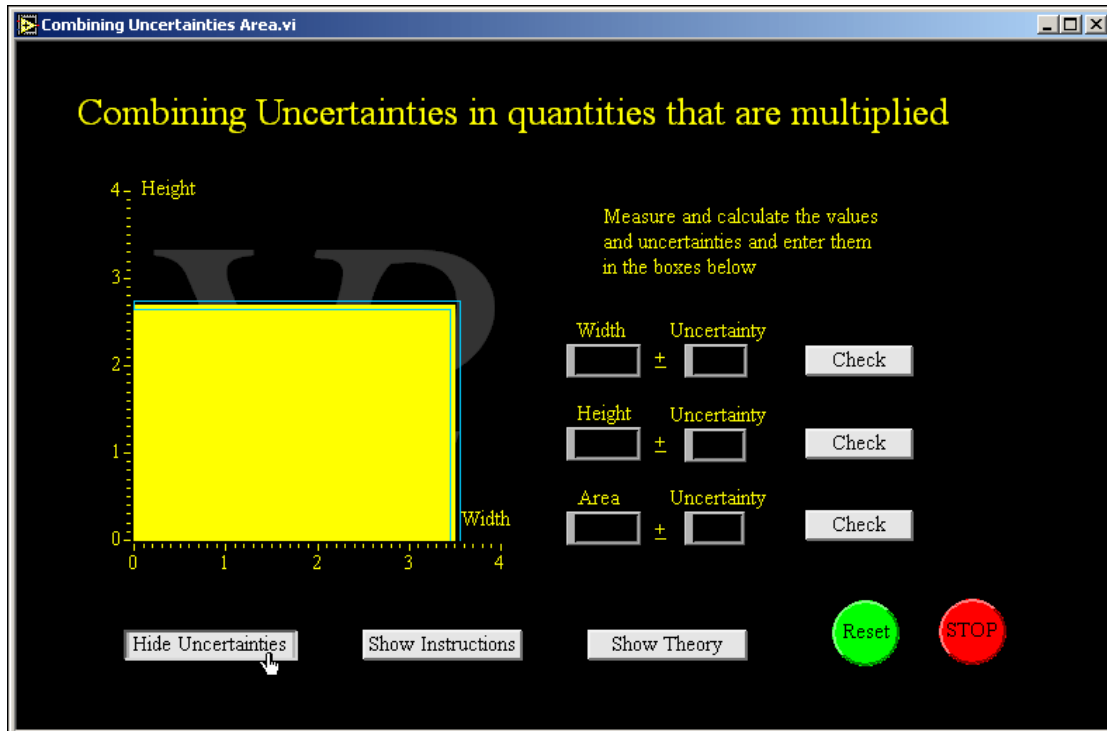 Combining Uncertainties Area.vi
Combining Uncertainties in quantities that are multiplied
4 Height
Measure and calculate the values
and uncertainties and enter them
in the boxes below
3
Width Uncertainty
2
± Check
Height Uncertainty
1
± Check
Area Uncertainty
Width
0
± Check
0 1 2 3 4
Hide Uncertainties Show Instructions Show Theory Reset STOP